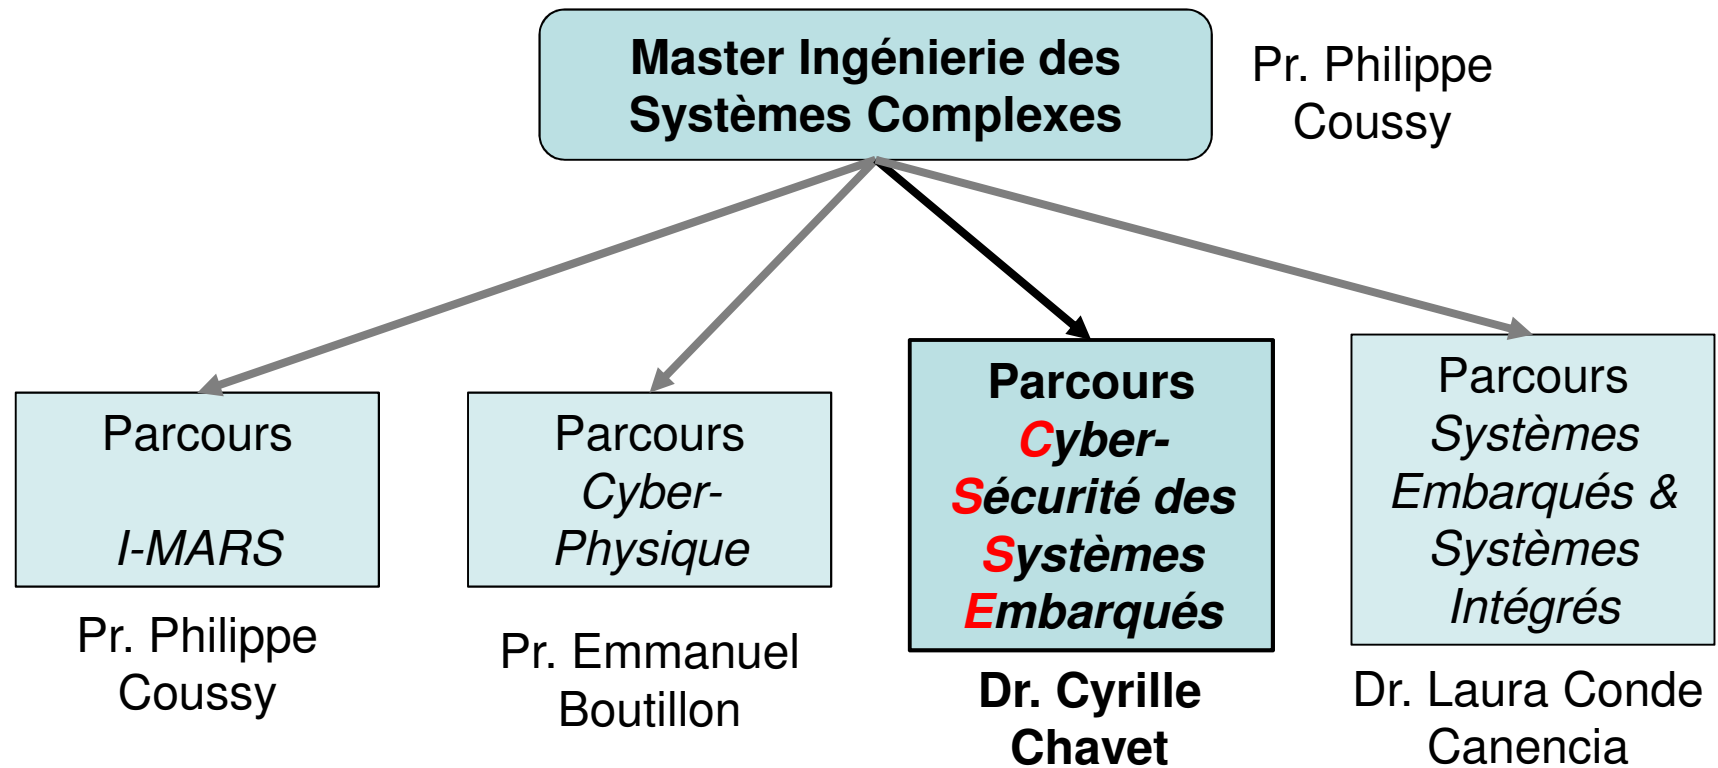 Master Ingénierie des
Systèmes Complexes
Pr. Philippe
Coussy
Parcours
I-MARS
Pr. Philippe
Coussy
Parcours
Cyber-
Physique
Pr. Emmanuel
Boutillon
Parcours
Cyber-
Sécurité des
Systèmes
Embarqués
Dr. Cyrille
Chavet
Parcours
Systèmes
Embarqués &
Systèmes
Intégrés
Dr. Laura Conde
Canencia